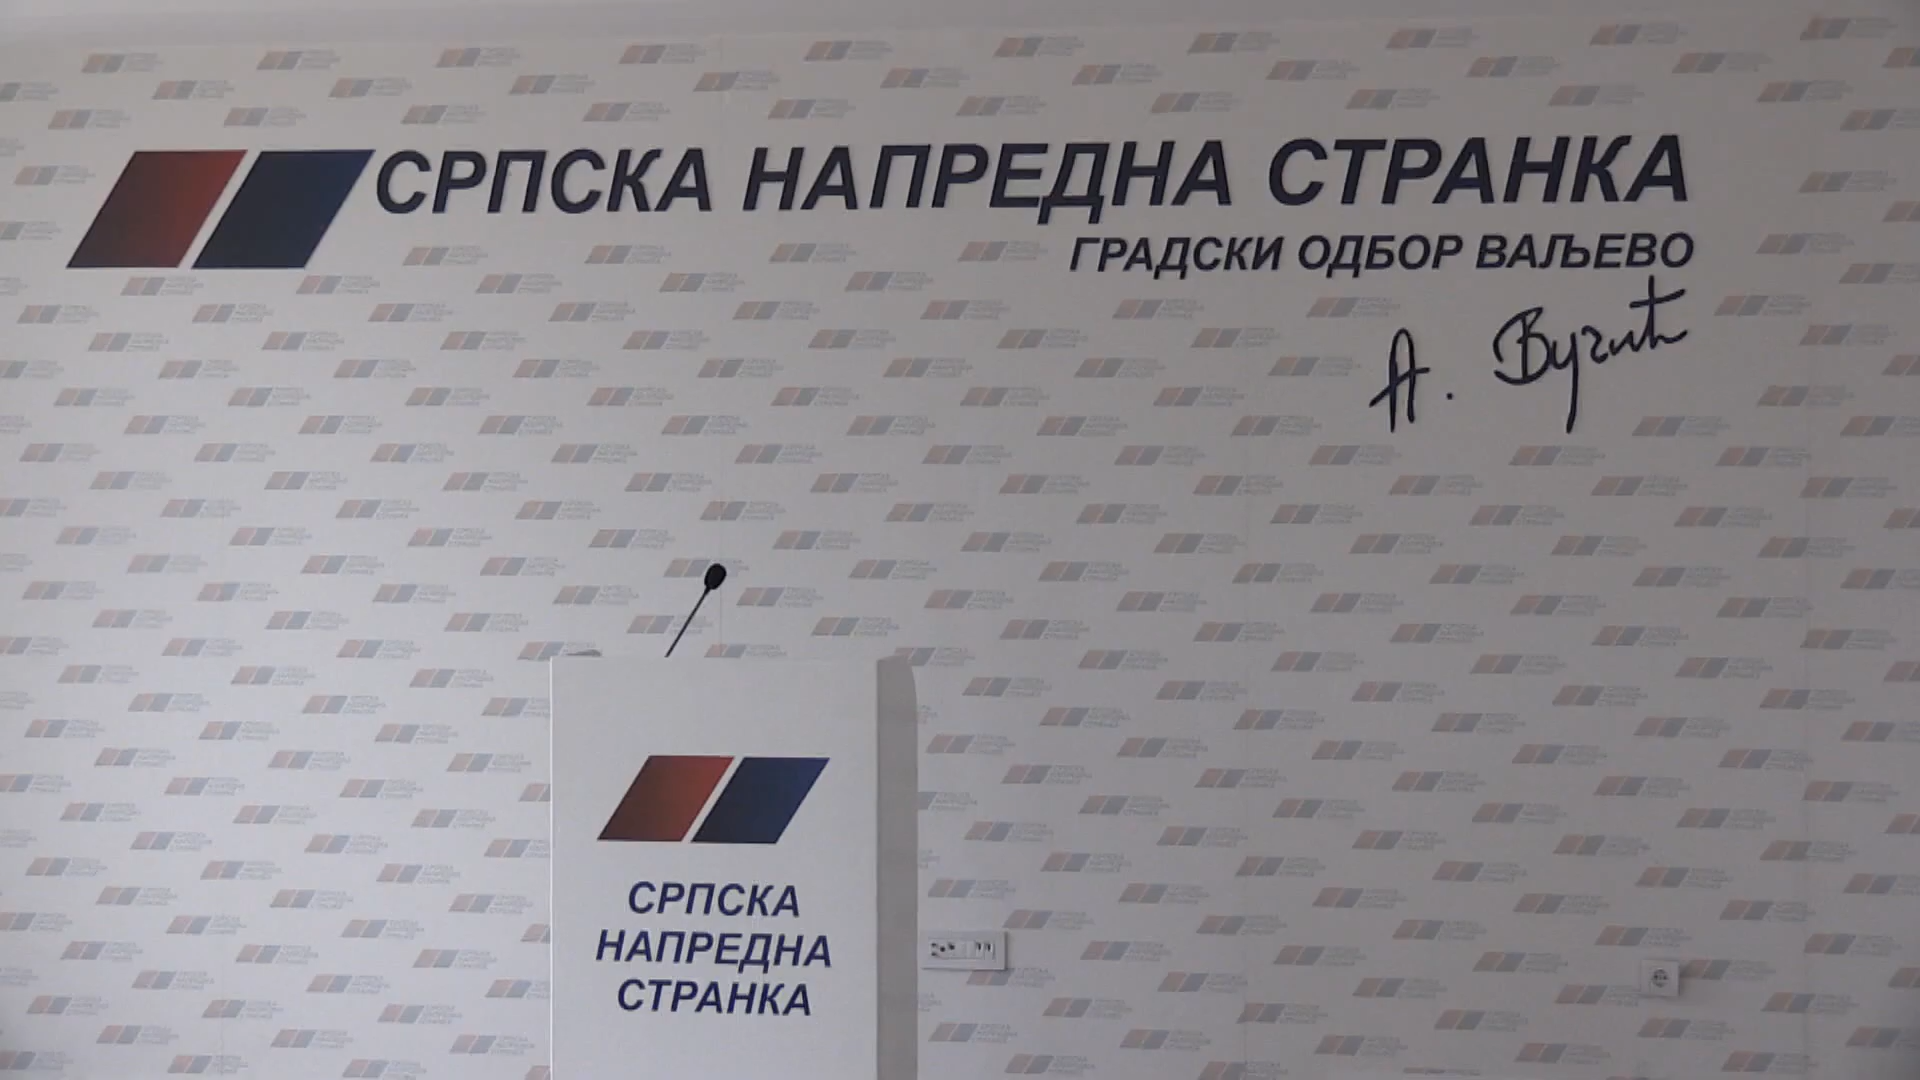 СРПСКА НАПРЕДНА СТРАНКА
ГРАДСКИ ОДБОР ВАЉЕВО
А. Вучић
СРПСКА
НАПРЕДНА
СТРАНКА